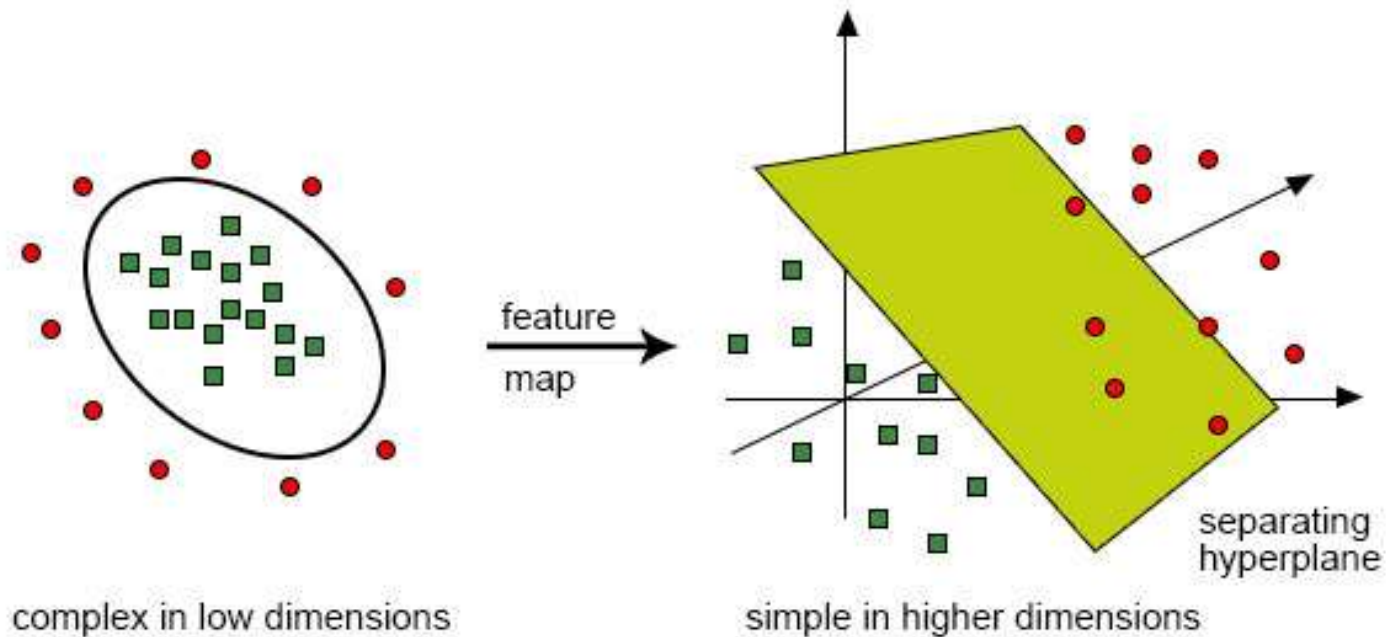 feature
map
separating
hyperplane
complex in low dimensions
simple in higher dimensions